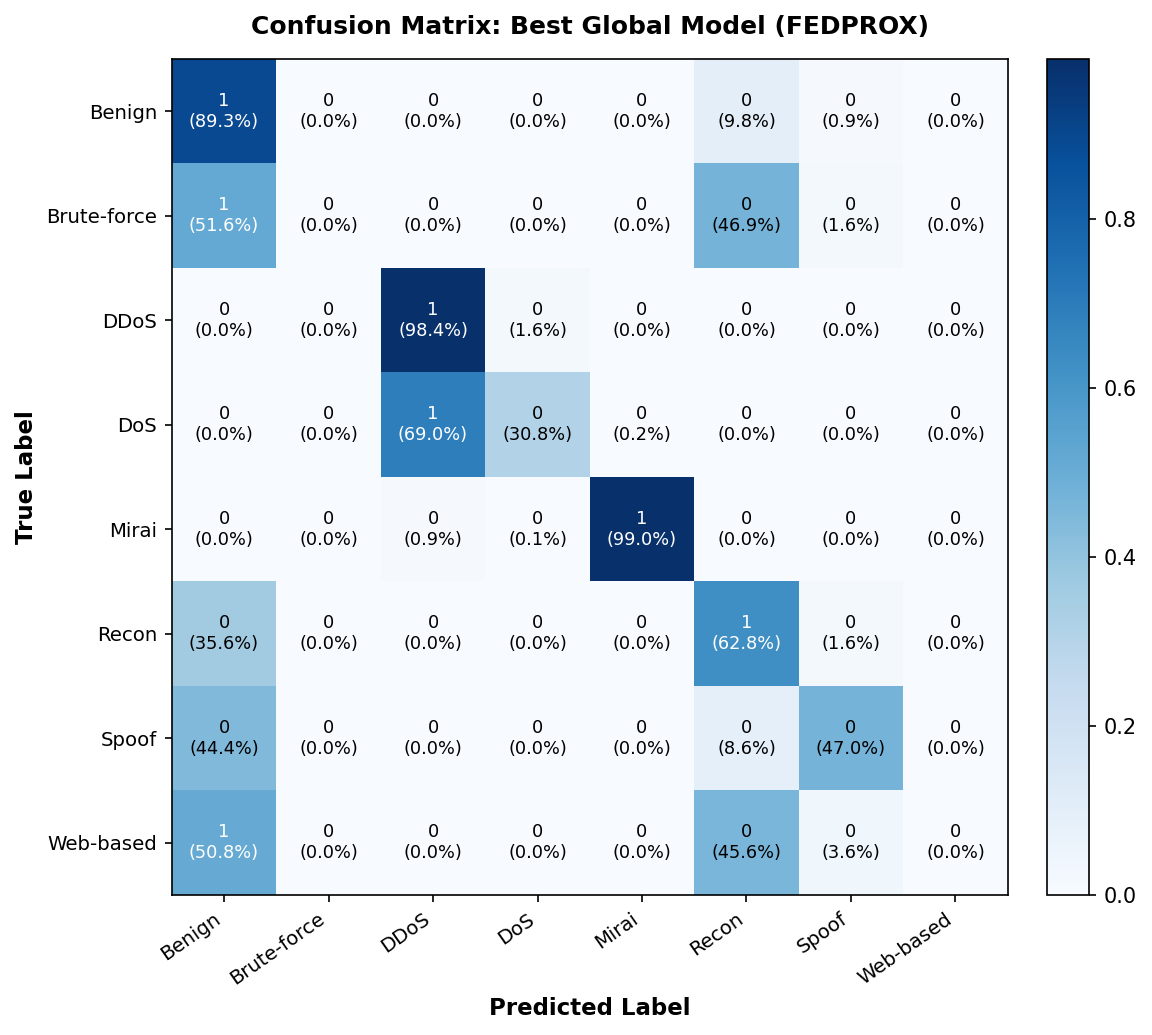 Confusion Matrix: Best Global Model (FEDPROX)
True Label
Benign
1 0 0 0 0 0 0 0
(89.3%) (0.0%) (0.0%) (0.0%) (0.0%) (9.8%) (0.9%) (0.0%)
Brute-force
1 0 0 0 0 0 0 0
(51.6%) (0.0%) (0.0%) (0.0%) (0.0%) (46.9%) (1.6%) (0.0%)
DDoS
0 0 1 0 0 0 0 0
(0.0%) (0.0%) (98.4%) (1.6%) (0.0%) (0.0%) (0.0%) (0.0%)
DoS
0 0 1 0 0 0 0 0
(0.0%) (0.0%) (69.0%) (30.8%) (0.2%) (0.0%) (0.0%) (0.0%)
Mirai
0 0 0 0 1 0 0 0
(0.0%) (0.0%) (0.9%) (0.1%) (99.0%) (0.0%) (0.0%) (0.0%)
Recon
0 0 0 0 0 1 0 0
(35.6%) (0.0%) (0.0%) (0.0%) (0.0%) (62.8%) (1.6%) (0.0%)
Spoof
0 0 0 0 0 0 0 0
(44.4%) (0.0%) (0.0%) (0.0%) (0.0%) (8.6%) (47.0%) (0.0%)
Web-based
1 0 0 0 0 0 0 0
(50.8%) (0.0%) (0.0%) (0.0%) (0.0%) (45.6%) (3.6%) (0.0%)
Benign Brute-force DDoS DoS Mirai Recon Spoof Web-based
Predicted Label
0.8
0.6
0.4
0.2
0.0